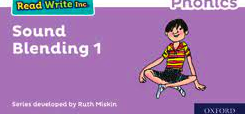 Read Write Inc.
Phonics
Sound
Blending 1
Series developed by Ruth Miskin
OXFORD